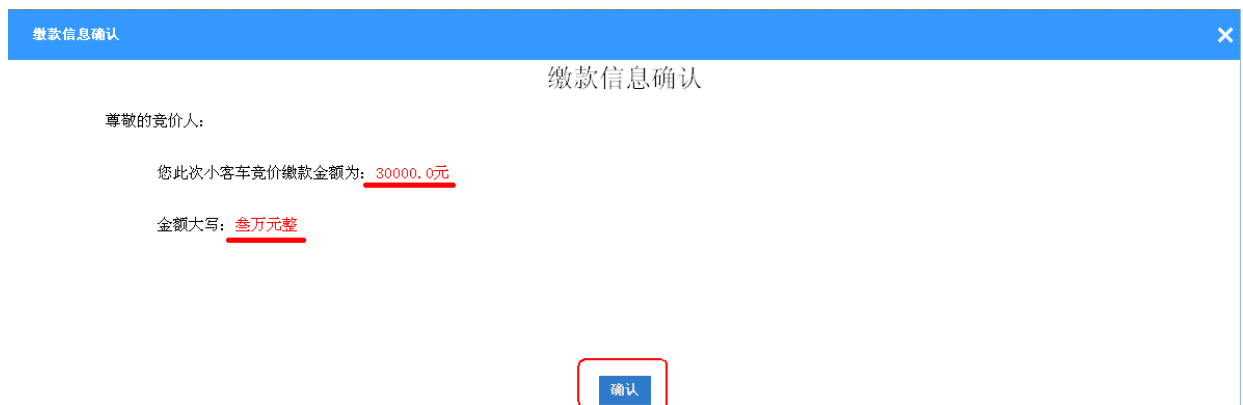 缴款信息确认
缴款信息确认
尊敬的竞价人:
您此次小客车竞价缴款金额为: 30000.0元
金额大写: 叁万元整
确认